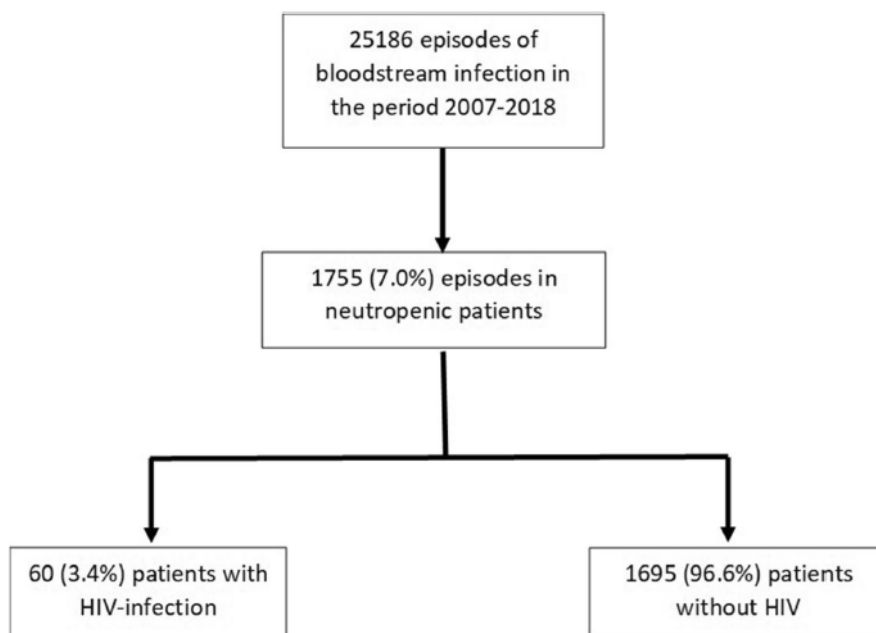 25186 episodes of
bloodstream infection in
the period 2007-2018
1755 (7.0%) episodes in
neutropenic patients
60 (3.4%) patients with
HIV-infection
1695 (96.6%) patients
without HIV